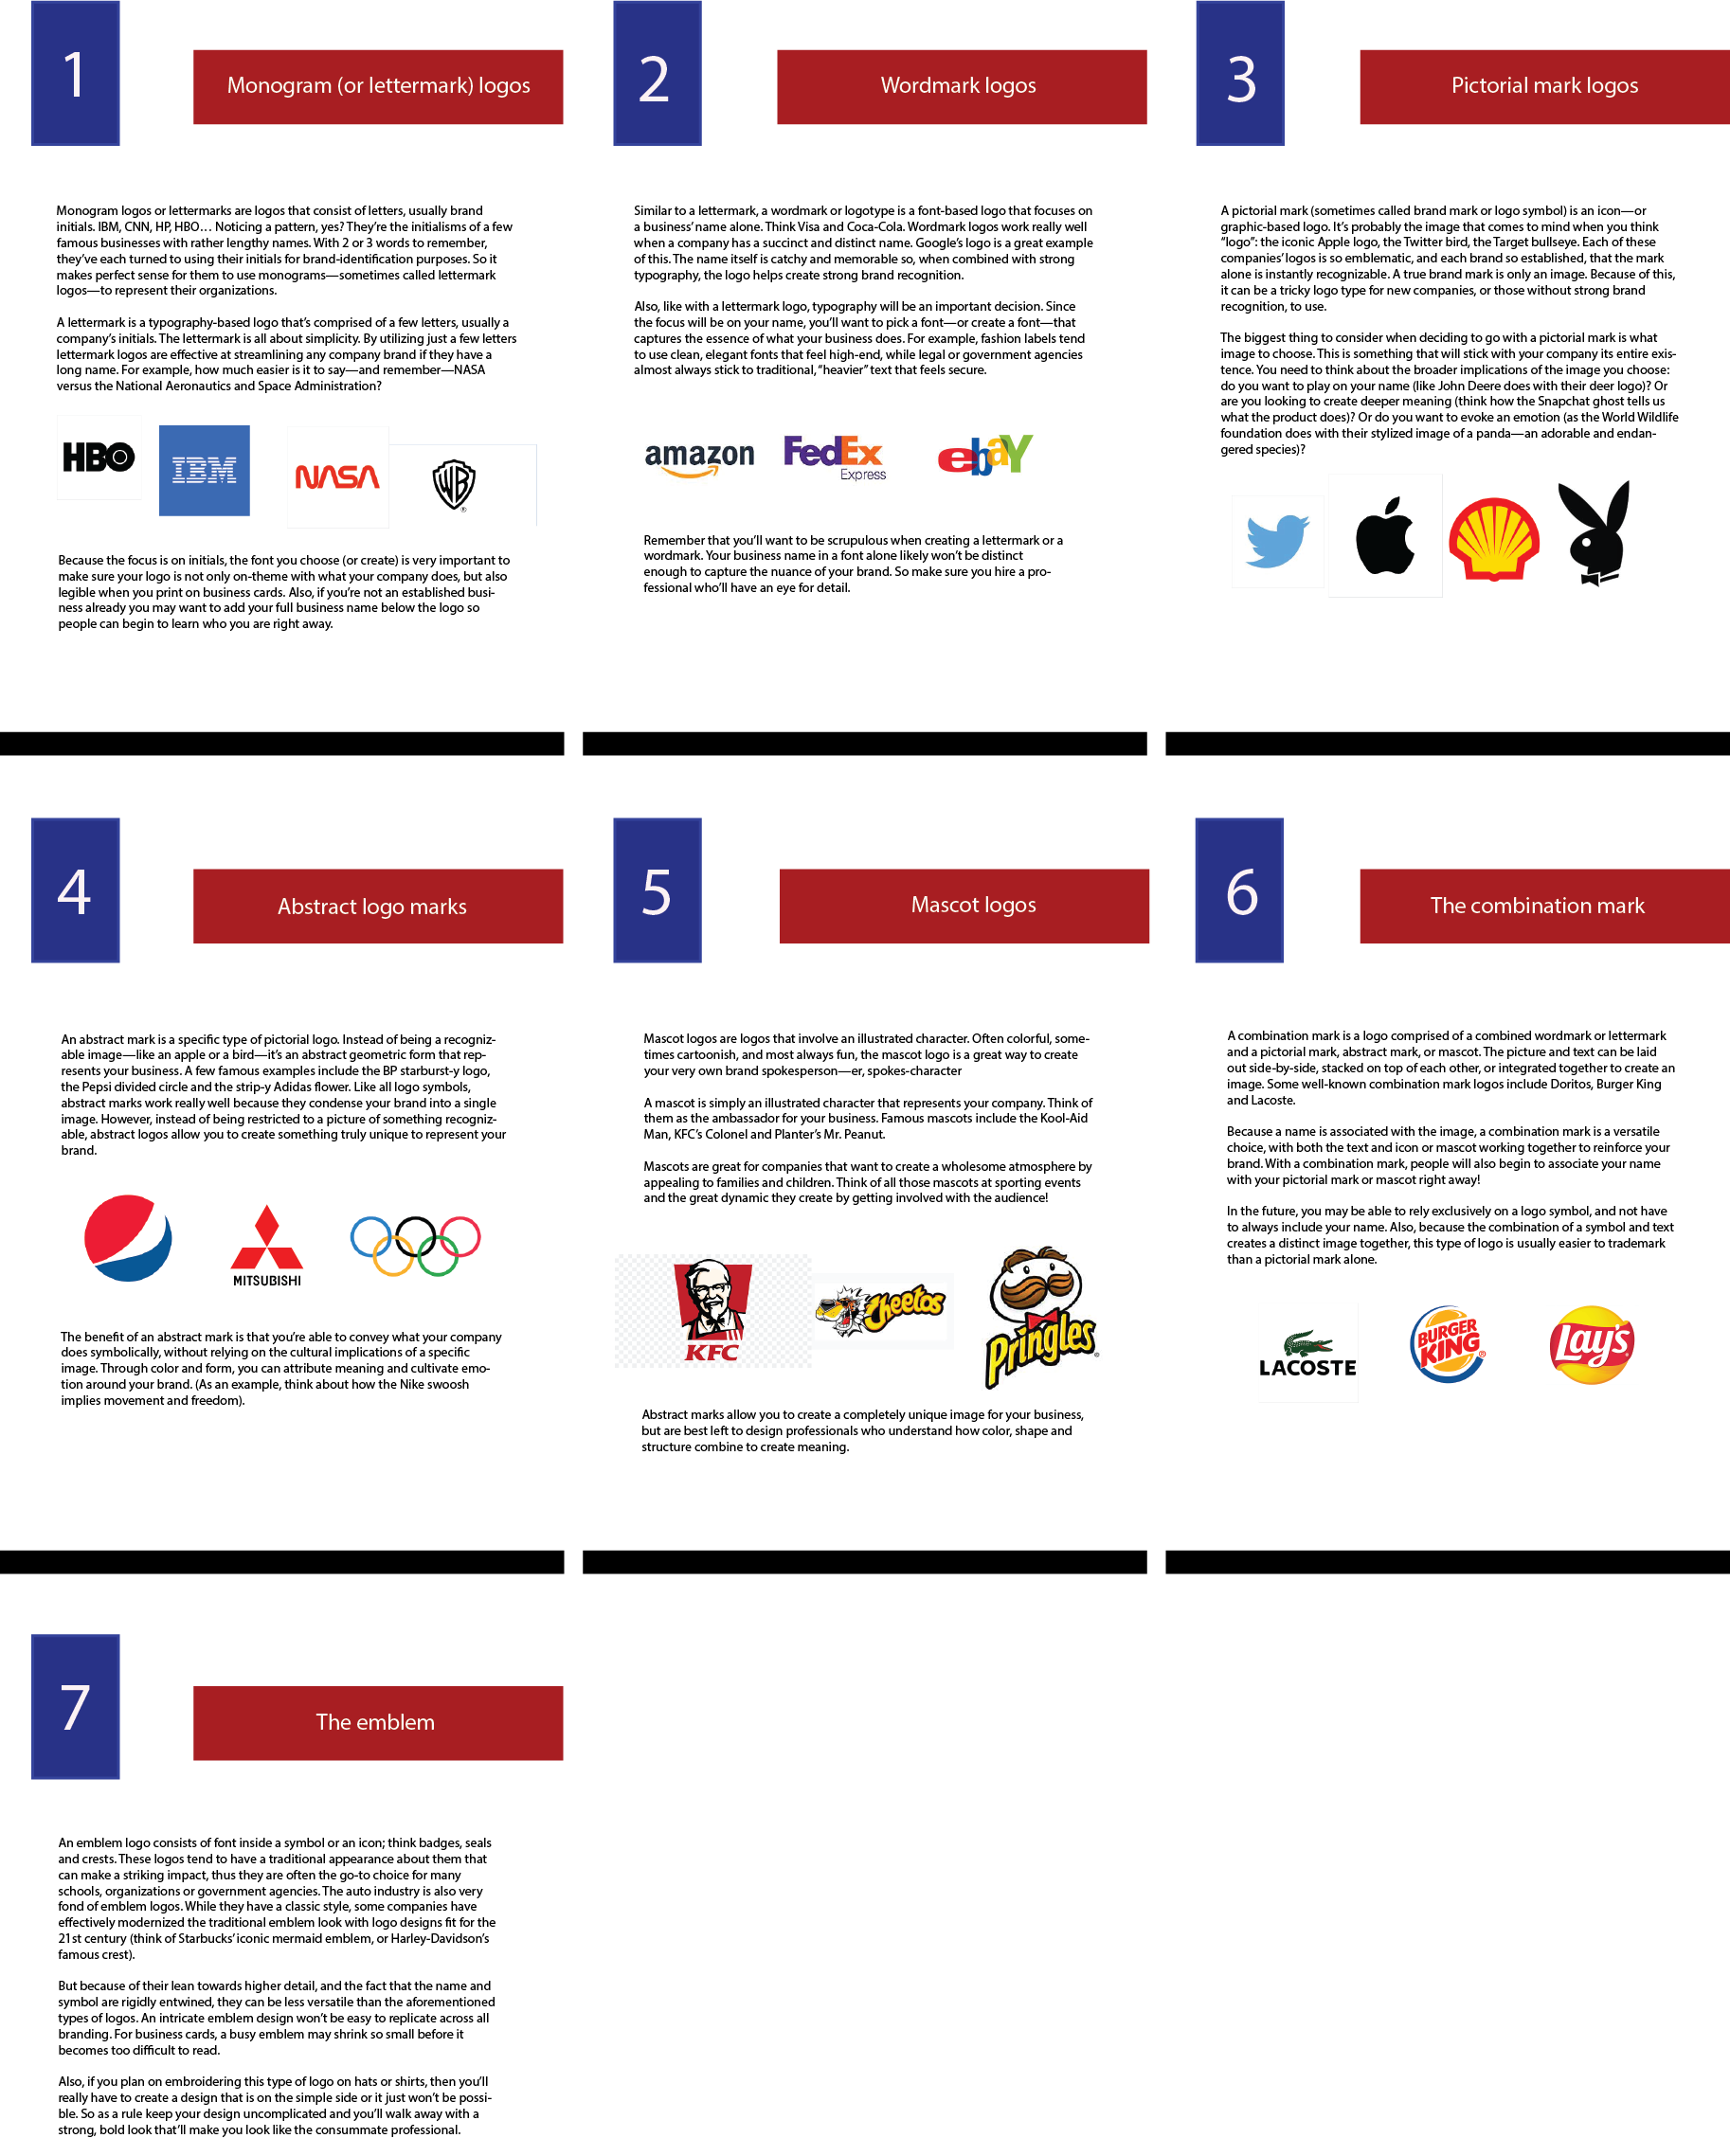 1
Monogram (or lettermark) logos
Monogram logos or lettermarks are logos that consist of letters, usually brand
initials. IBM, CNN, HP, HBO… Noticing a pattern, yes? They’re the initialisms of a few
famous businesses with rather lengthy names. With 2 or 3 words to remember,
they’ve each turned to using their initials for brand-identification purposes. So it
makes perfect sense for them to use monograms—sometimes called lettermark
logos—to represent their organizations.
A lettermark is a typography-based logo that’s comprised of a few letters, usually a
company’s initials. The lettermark is all about simplicity. By utilizing just a few letters
lettermark logos are effective at streamlining any company brand if they have a
long name. For example, how much easier is it to say—and remember—NASA
versus the National Aeronautics and Space Administration?
HBO
IBM
NASA
WB
®
Because the focus is on initials, the font you choose (or create) is very important to
make sure your logo is not only on-theme with what your company does, but also
legible when you print on business cards. Also, if you’re not an established busi-
ness already you may want to add your full business name below the logo so
people can begin to learn who you are right away.
2
Wordmark logos
Similar to a lettermark, a wordmark or logotype is a font-based logo that focuses on
a business’ name alone. Think Visa and Coca-Cola. Wordmark logos work really well
when a company has a succinct and distinct name. Google’s logo is a great example
of this. The name itself is catchy and memorable so, when combined with strong
typography, the logo helps create strong brand recognition.
Also, like with a lettermark logo, typography will be an important decision. Since
the focus will be on your name, you’ll want to pick a font—or create a font—that
captures the essence of what your business does. For example, fashion labels tend
to use clean, elegant fonts that feel high-end, while legal or government agencies
almost always stick to traditional, “heavier” text that feels secure.
amazon
FedEx
Express
ebaY
Remember that you’ll want to be scrupulous when creating a lettermark or a
wordmark. Your business name in a font alone likely won’t be distinct
enough to capture the nuance of your brand. So make sure you hire a pro-
fessional who’ll have an eye for detail.
3
Pictorial mark logos
A pictorial mark (sometimes called brand mark or logo symbol) is an icon—or
graphic-based logo. It’s probably the image that comes to mind when you think
“logo”: the iconic Apple logo, the Twitter bird, the Target bullseye. Each of these
companies’ logos is so emblematic, and each brand so established, that the mark
alone is instantly recognizable. A true brand mark is only an image. Because of this,
it can be a tricky logo type for new companies, or those without strong brand
recognition, to use.
The biggest thing to consider when deciding to go with a pictorial mark is what
image to choose. This is something that will stick with your company its entire exis-
tence. You need to think about the broader implications of the image you choose:
do you want to play on your name (like John Deere does with their deer logo)? Or
are you looking to create deeper meaning (think how the Snapchat ghost tells us
what the product does)? Or do you want to evoke an emotion (as the World Wildlife
foundation does with their stylized image of a panda—an adorable and endan-
gered species)?
4
Abstract logo marks
An abstract mark is a specific type of pictorial logo. Instead of being a recogniz-
able image—like an apple or a bird—it’s an abstract geometric form that rep-
resents your business. A few famous examples include the BP starburst-y logo,
the Pepsi divided circle and the strip-y Adidas flower. Like all logo symbols,
abstract marks work really well because they condense your brand into a single
image. However, instead of being restricted to a picture of something recogniz-
able, abstract logos allow you to create something truly unique to represent your
brand.
MITSUBISHI
The benefit of an abstract mark is that you’re able to convey what your company
does symbolically, without relying on the cultural implications of a specific
image. Through color and form, you can attribute meaning and cultivate emo-
tion around your brand. (As an example, think about how the Nike swoosh
implies movement and freedom).
5
Mascot logos
Mascot logos are logos that involve an illustrated character. Often colorful, some-
times cartoonish, and most always fun, the mascot logo is a great way to create
your very own brand spokesperson—er, spokes-character
A mascot is simply an illustrated character that represents your company. Think of
them as the ambassador for your business. Famous mascots include the Kool-Aid
Man, KFC’s Colonel and Planter’s Mr. Peanut.
Mascots are great for companies that want to create a wholesome atmosphere by
appealing to families and children. Think of all those mascots at sporting events
and the great dynamic they create by getting involved with the audience!
KFC
Cheetos
Pringles
®
Abstract marks allow you to create a completely unique image for your business,
but are best left to design professionals who understand how color, shape and
structure combine to create meaning.
6
The combination mark
A combination mark is a logo comprised of a combined wordmark or lettermark
and a pictorial mark, abstract mark, or mascot. The picture and text can be laid
out side-by-side, stacked on top of each other, or integrated together to create an
image. Some well-known combination mark logos include Doritos, Burger King
and Lacoste.
Because a name is associated with the image, a combination mark is a versatile
choice, with both the text and icon or mascot working together to reinforce your
brand. With a combination mark, people will also begin to associate your name
with your pictorial mark or mascot right away!
In the future, you may be able to rely exclusively on a logo symbol, and not have
to always include your name. Also, because the combination of a symbol and text
creates a distinct image together, this type of logo is usually easier to trademark
than a pictorial mark alone.
LACOSTE
BURGER
KING
®
Lay's
7
The emblem
An emblem logo consists of font inside a symbol or an icon; think badges, seals
and crests. These logos tend to have a traditional appearance about them that
can make a striking impact, thus they are often the go-to choice for many
schools, organizations or government agencies. The auto industry is also very
fond of emblem logos. While they have a classic style, some companies have
effectively modernized the traditional emblem look with logo designs fit for the
21st century (think of Starbucks’ iconic mermaid emblem, or Harley-Davidson’s
famous crest).
But because of their lean towards higher detail, and the fact that the name and
symbol are rigidly entwined, they can be less versatile than the aforementioned
types of logos. An intricate emblem design won’t be easy to replicate across all
branding. For business cards, a busy emblem may shrink so small before it
becomes too difficult to read.
Also, if you plan on embroidering this type of logo on hats or shirts, then you’ll
really have to create a design that is on the simple side or it just won’t be possi-
ble. So as a rule keep your design uncomplicated and you’ll walk away with a
strong, bold look that’ll make you look like the consummate professional.